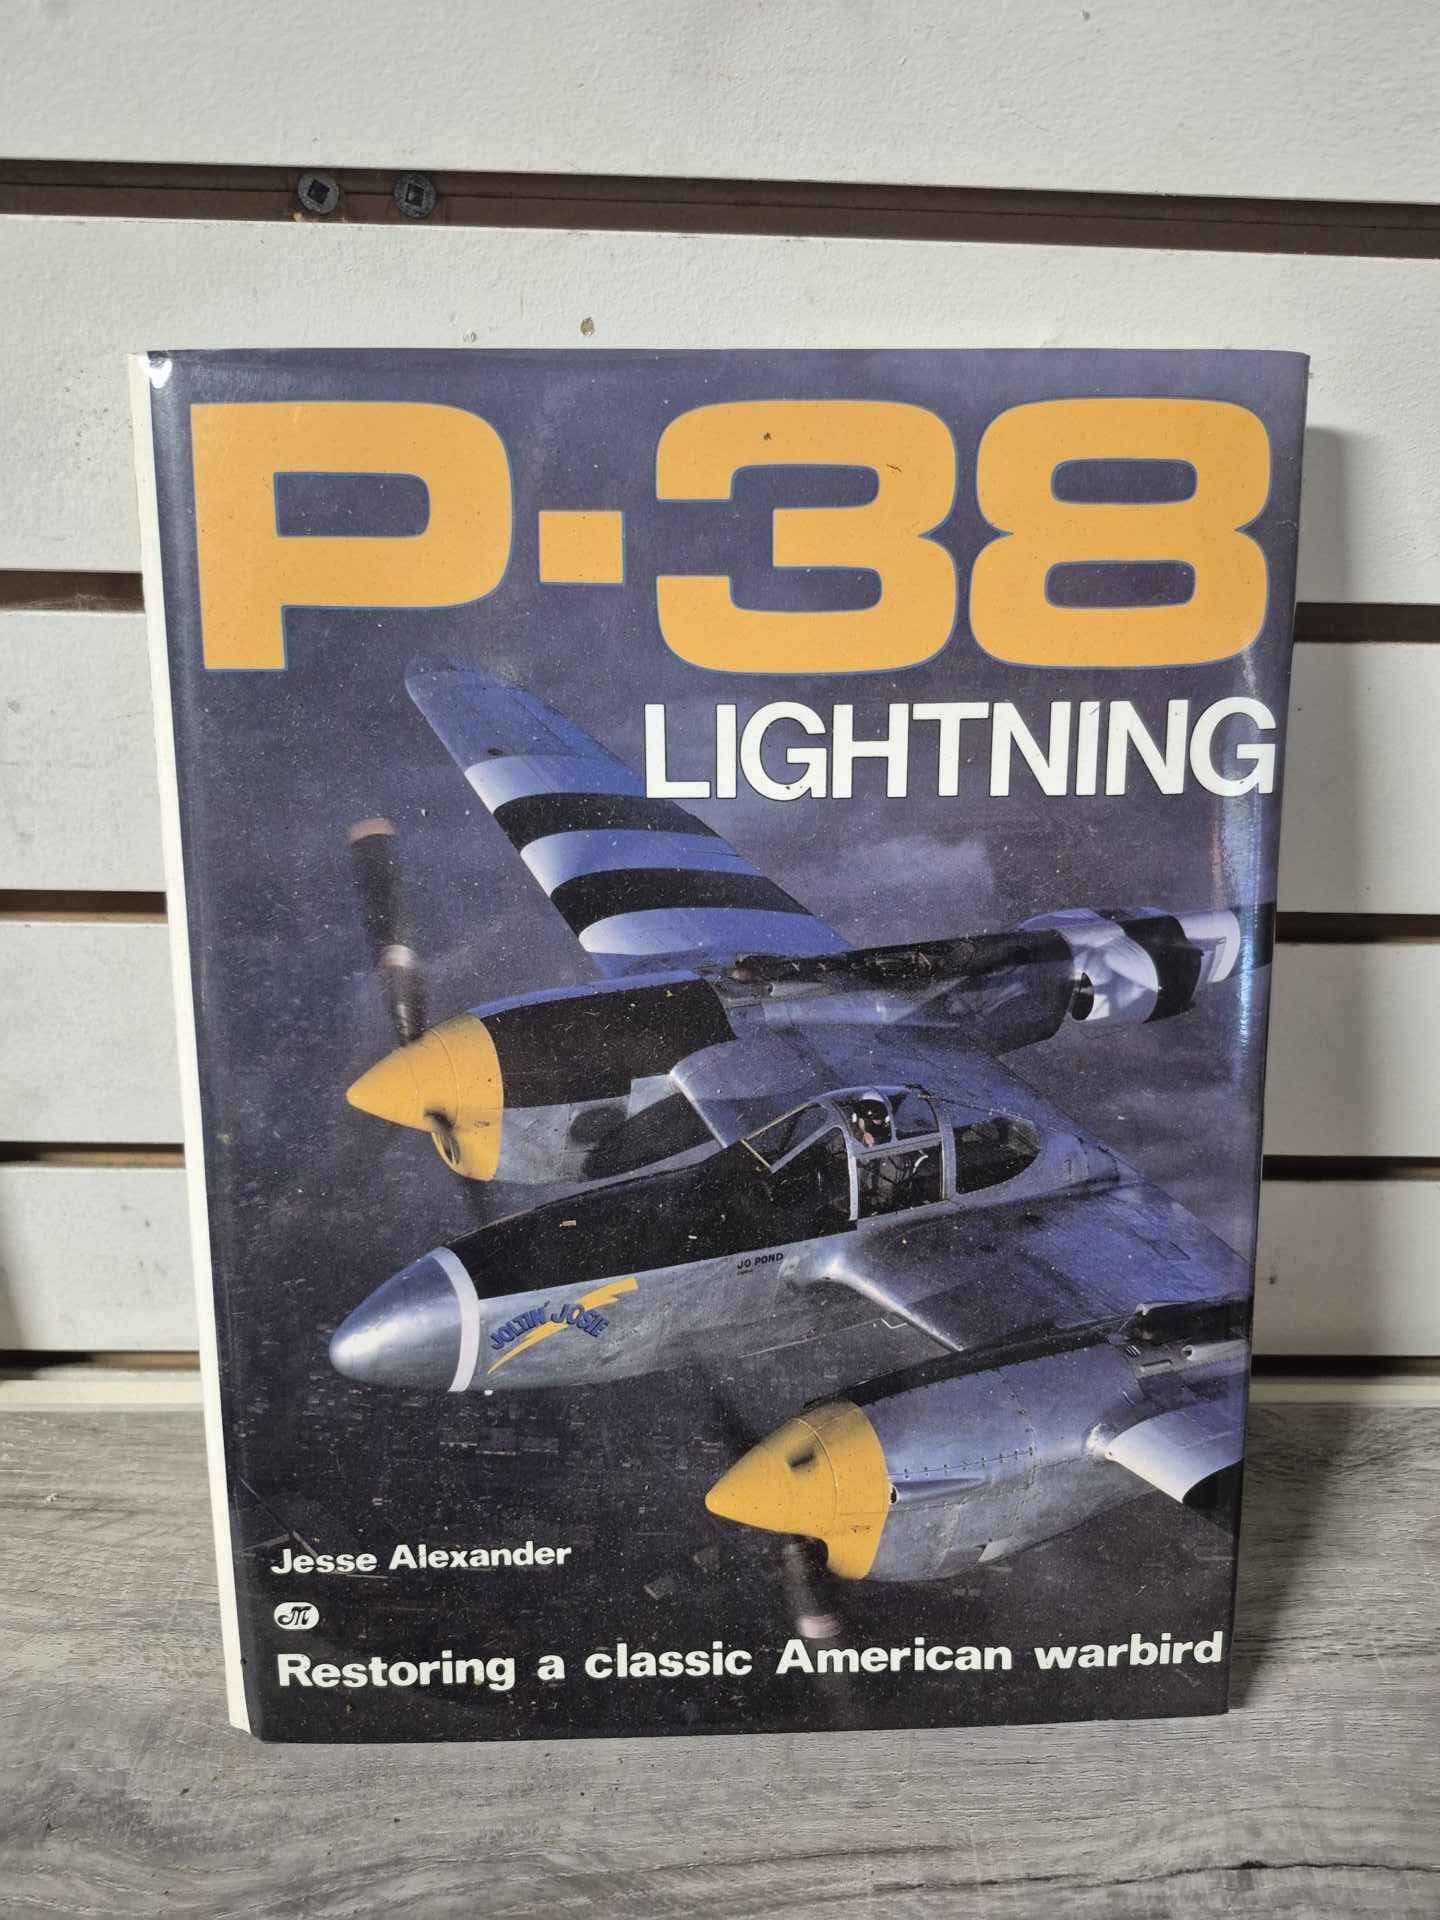 P-38
LIGHTNING
JO POND
JOLTIN' JOSIE
Jesse Alexander
M
Restoring a classic American warbird